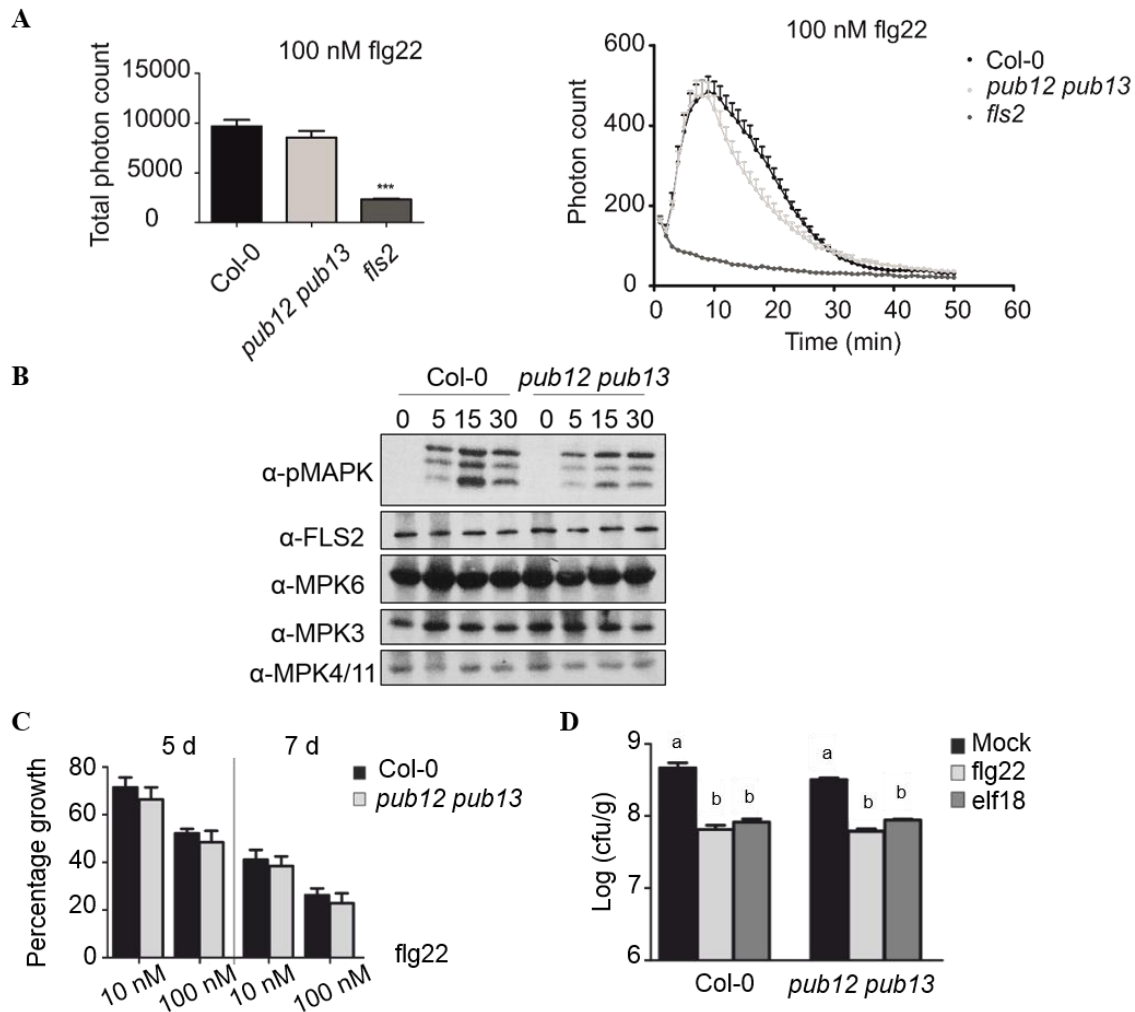 A
100 nM flg22
Total photon count
15000
10000
5000
0
***
Col-0
pub12 pub13
fls2
100 nM flg22
Photon count
600
400
200
0
0 10 20 30 40 50 60
Time (min)
Col-0
pub12 pub13
fls2
B
Col-0 pub12 pub13
0 5 15 30 0 5 15 30
α-pMAPK
α-FLS2
α-MPK6
α-MPK3
α-MPK4/11
C
5 d 7 d
Percentage growth
80
60
40
20
0
Col-0
pub12 pub13
10 nM 100 nM 10 nM 100 nM
flg22
D
Log (cfu/g)
9
8
7
6
a b b a b b
Mock
flg22
elf18
Col-0 pub12 pub13